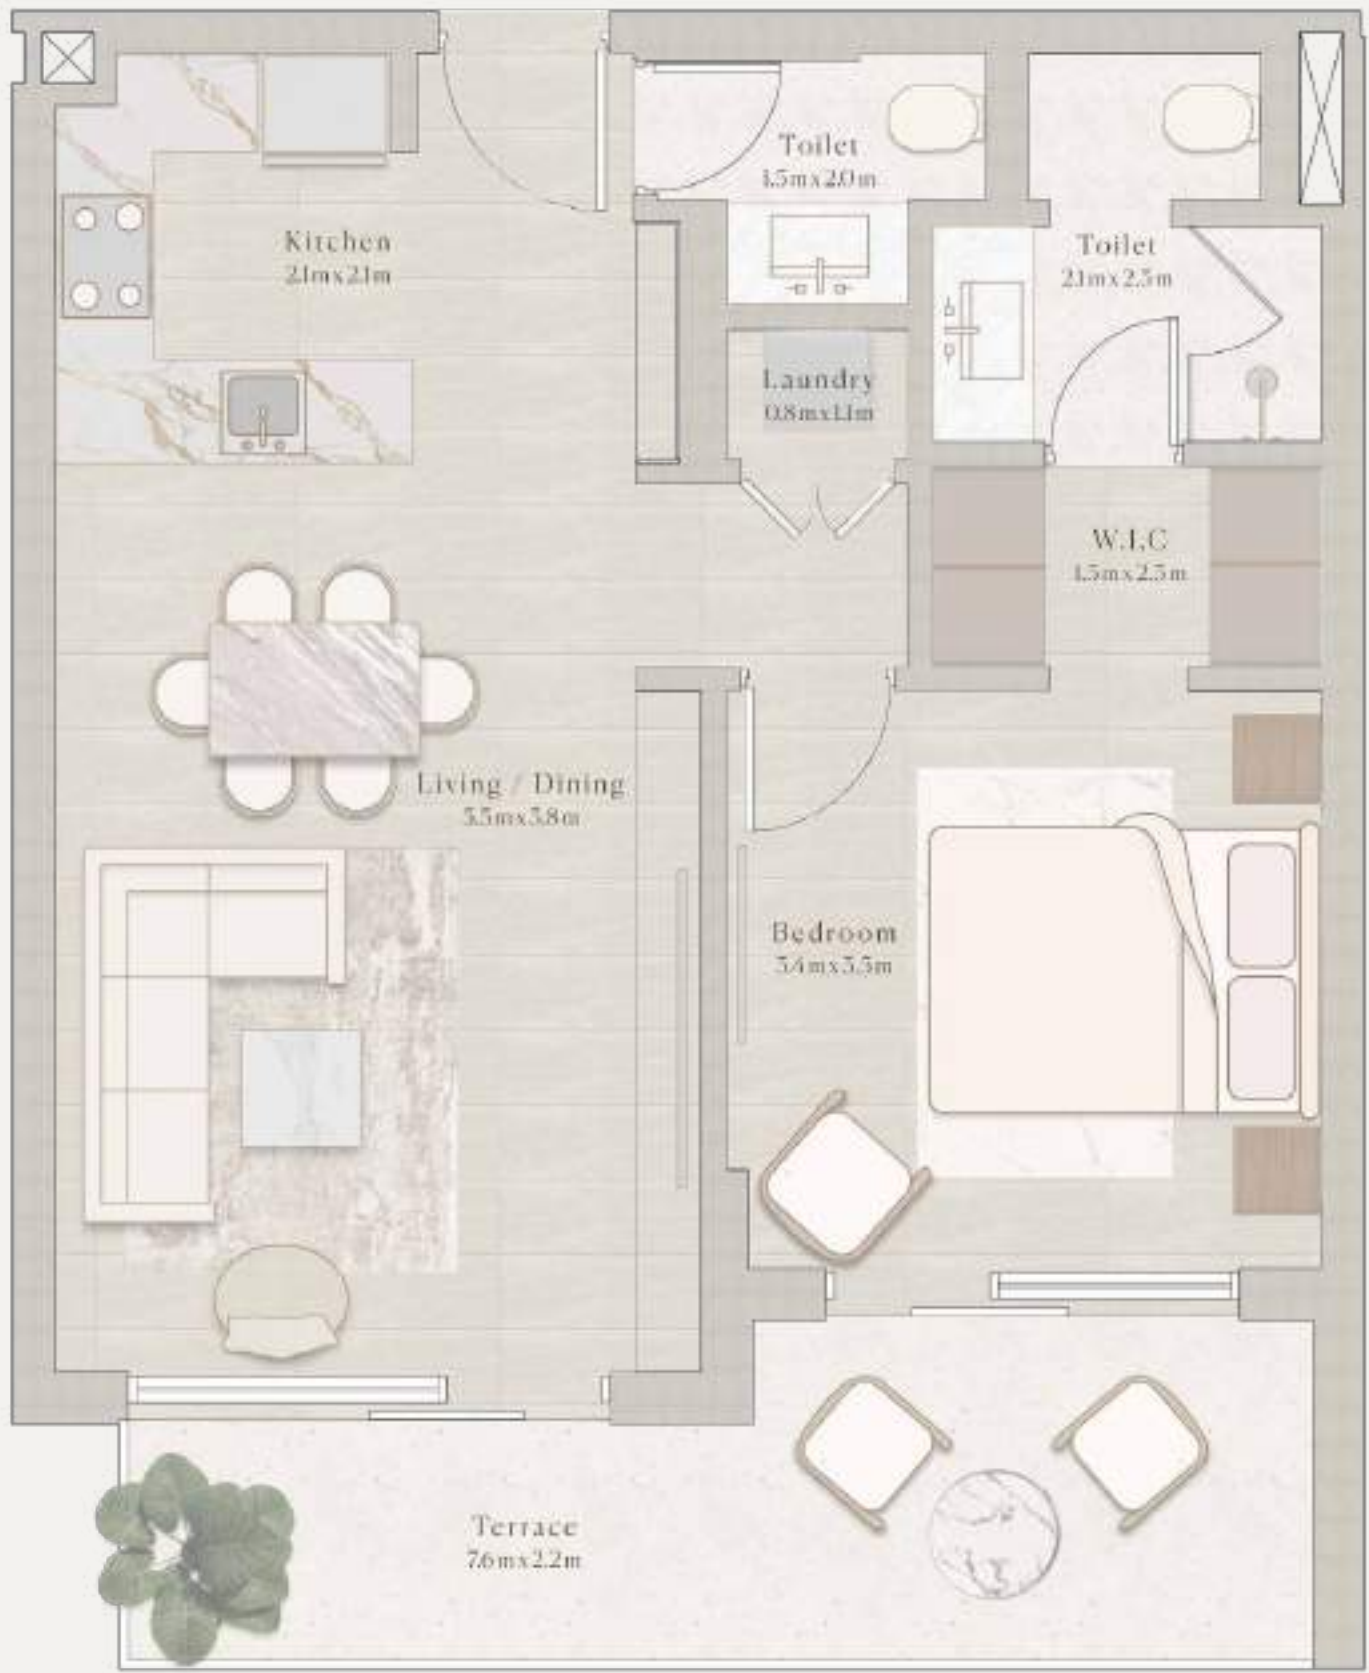 Toilet
1.5m x 2.0m
Kitchen
2.1m x 2.1m
Toilet
2.1m x 2.5m
Laundry
0.8m x 1.1m
W.I.C
1.5m x 2.5m
Living / Dining
3.5m x 5.8m
Bedroom
3.4m x 3.5m
Terrace
7.6m x 2.2m